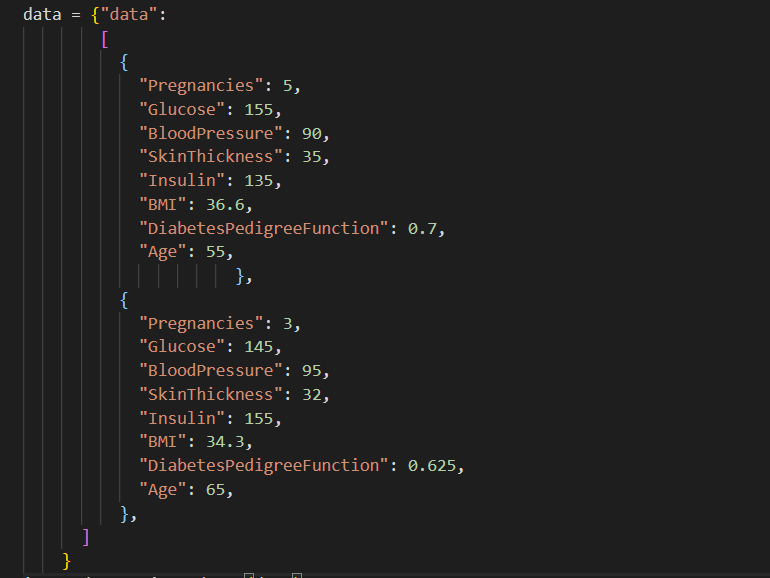 data = {"data":
[
{
"Pregnancies": 5,
"Glucose": 155,
"BloodPressure": 90,
"SkinThickness": 35,
"Insulin": 135,
"BMI": 36.6,
"DiabetesPedigreeFunction": 0.7,
"Age": 55,
},
{
"Pregnancies": 3,
"Glucose": 145,
"BloodPressure": 95,
"SkinThickness": 32,
"Insulin": 155,
"BMI": 34.3,
"DiabetesPedigreeFunction": 0.625,
"Age": 65,
},
]
}